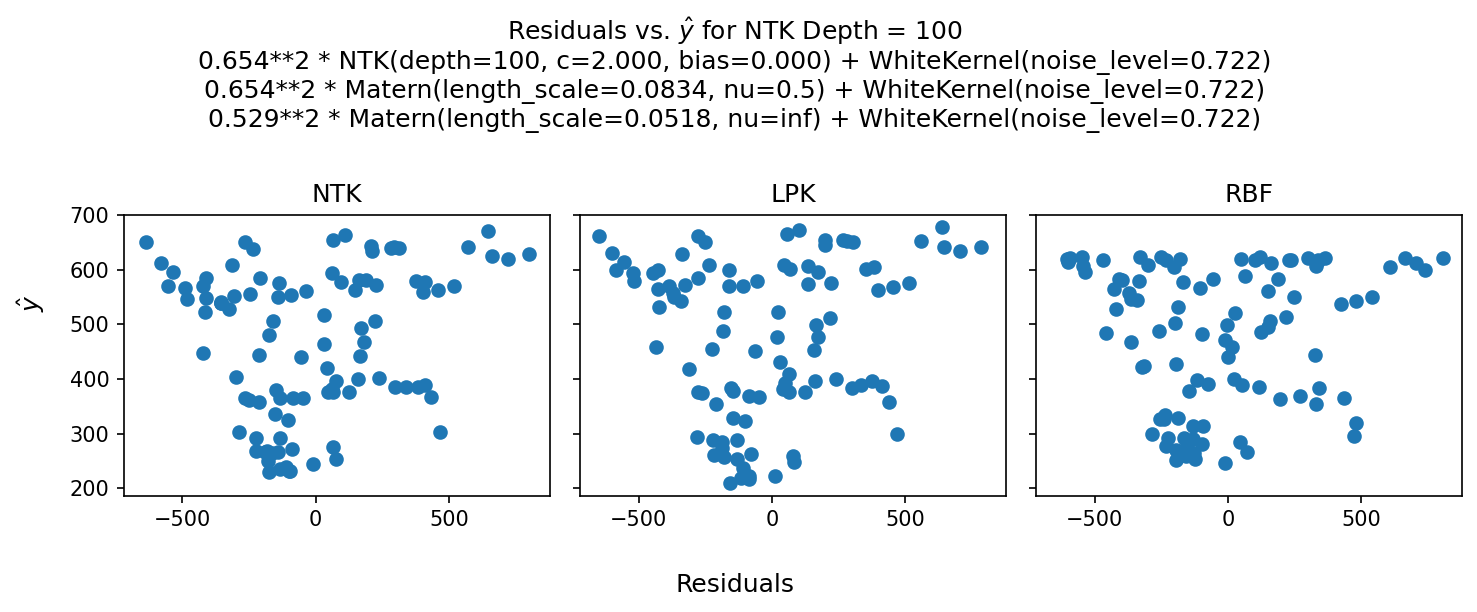 Residuals vs. ŷ for NTK Depth = 100
0.654**2 * NTK(depth=100, c=2.000, bias=0.000) + WhiteKernel(noise_level=0.722)
0.654**2 * Matern(length_scale=0.0834, nu=0.5) + WhiteKernel(noise_level=0.722)
0.529**2 * Matern(length_scale=0.0518, nu=inf) + WhiteKernel(noise_level=0.722)
NTK LPK RBF
700
600
500
400
300
200
ŷ
−500 0 500 −500 0 500 −500 0 500
Residuals